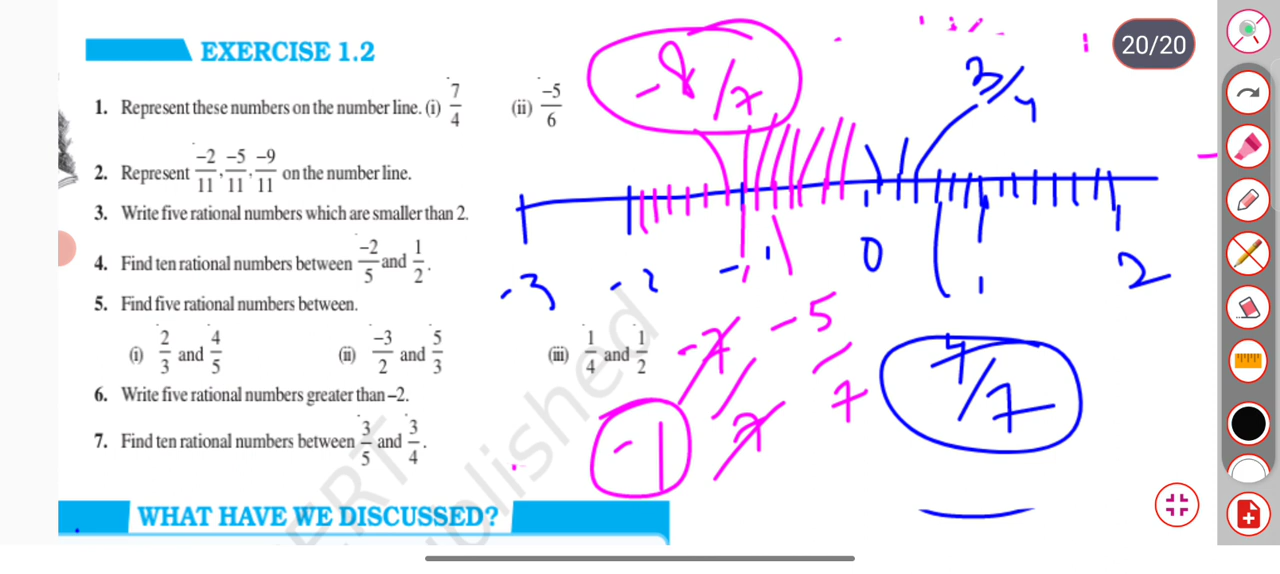 20/20
EXERCISE 1.2
1. Represent these numbers on the number line. (i) 7/4 (ii) -5/6
2. Represent -2/11, -5/11, -9/11 on the number line.
3. Write five rational numbers which are smaller than 2.
4. Find ten rational numbers between -2/5 and 1/2.
5. Find five rational numbers between.
(i) 2/3 and 4/5 (ii) -3/2 and 5/3 (iii) 1/4 and 1/2
6. Write five rational numbers greater than –2.
7. Find ten rational numbers between 3/5 and 3/4.
WHAT HAVE WE DISCUSSED?
-8/7
3/4
-3 -2 -1 0 1 2
-7/7 -5/7
-1
4/7